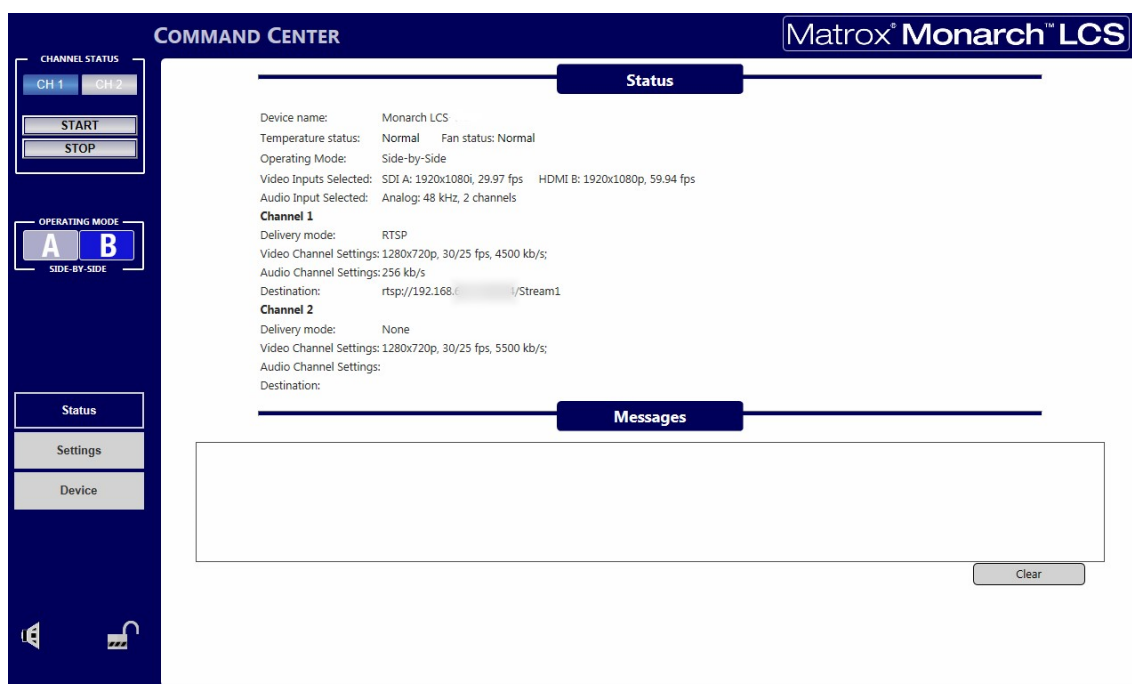 COMMAND CENTER
Matrox® Monarch™ LCS
CHANNEL STATUS
CH 1 CH 2
START
STOP
OPERATING MODE
A B
SIDE-BY-SIDE
Status
Settings
Device
Status
Device name: Monarch LCS
Temperature status: Normal Fan status: Normal
Operating Mode: Side-by-Side
Video Inputs Selected: SDI A: 1920x1080i, 29.97 fps HDMI B: 1920x1080p, 59.94 fps
Audio Input Selected: Analog: 48 kHz, 2 channels
Channel 1
Delivery mode: RTSP
Video Channel Settings: 1280x720p, 30/25 fps, 4500 kb/s;
Audio Channel Settings: 256 kb/s
Destination: rtsp://192.168. /Stream1
Channel 2
Delivery mode: None
Video Channel Settings: 1280x720p, 30/25 fps, 5500 kb/s;
Audio Channel Settings:
Destination:
Messages
Clear